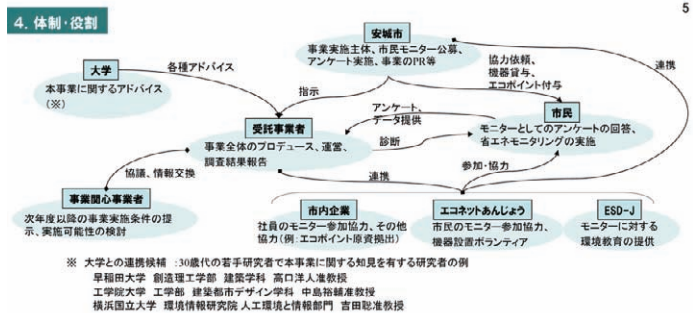 5
4. 体制・役割
安城市
事業実施主体、市民モニター公募、
アンケート実施、事業のPR等
大学
本事業に関するアドバイス
(※)
各種アドバイス
指示
協力依頼、
機器貸与、
エコポイント付与
連携
アンケート、
データ提供
市民
モニターとしてのアンケートの回答、
省エネモニタリングの実施
受託事業者
事業全体のプロデュース、運営、
調査結果報告
診断
協議、情報交換
連携
参加・協力
事業関心事業者
次年度以降の事業実施条件の提
示、実施可能性の検討
市内企業
社員のモニター参加協力、その他
協力(例:エコポイント原資拠出)
エコネットあんじょう
市民のモニター参加協力、
機器設置ボランティア
ESD-J
モニターに対する
環境教育の提供
※ 大学との連携候補 :30歳代の若手研究者で本事業に関する知見を有する研究者の例
早稲田大学 創造理工学部 建築学科 高口洋人准教授
工学院大学 工学部 建築都市デザイン学科 中島裕輔准教授
横浜国立大学 環境情報研究院 人工環境と情報部門 吉田聡准教授